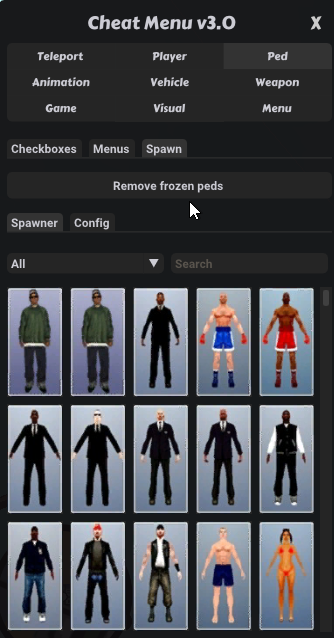 Cheat Menu v3.0 X
Teleport Player Ped
Animation Vehicle Weapon
Game Visual Menu
Checkboxes Menus Spawn
Remove frozen peds
Spawner Config
All Search